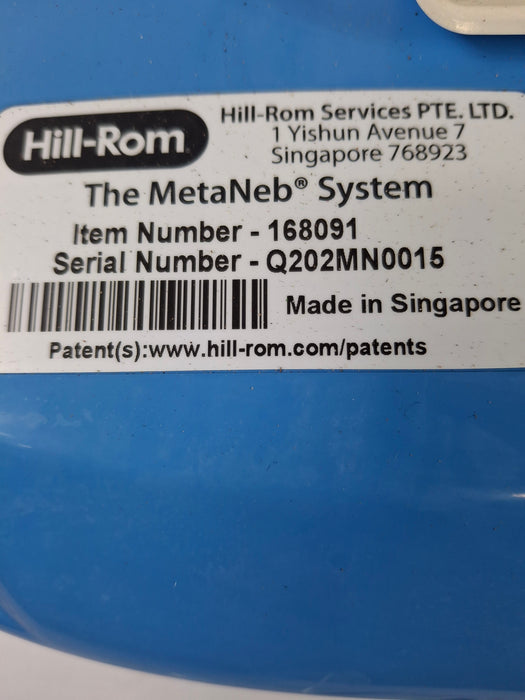 Hill-Rom
Hill-Rom Services PTE. LTD.
1 Yishun Avenue 7
Singapore 768923
The MetaNeb® System
Item Number - 168091
Serial Number - Q202MN0015
Made in Singapore
Patent(s):www.hill-rom.com/patents